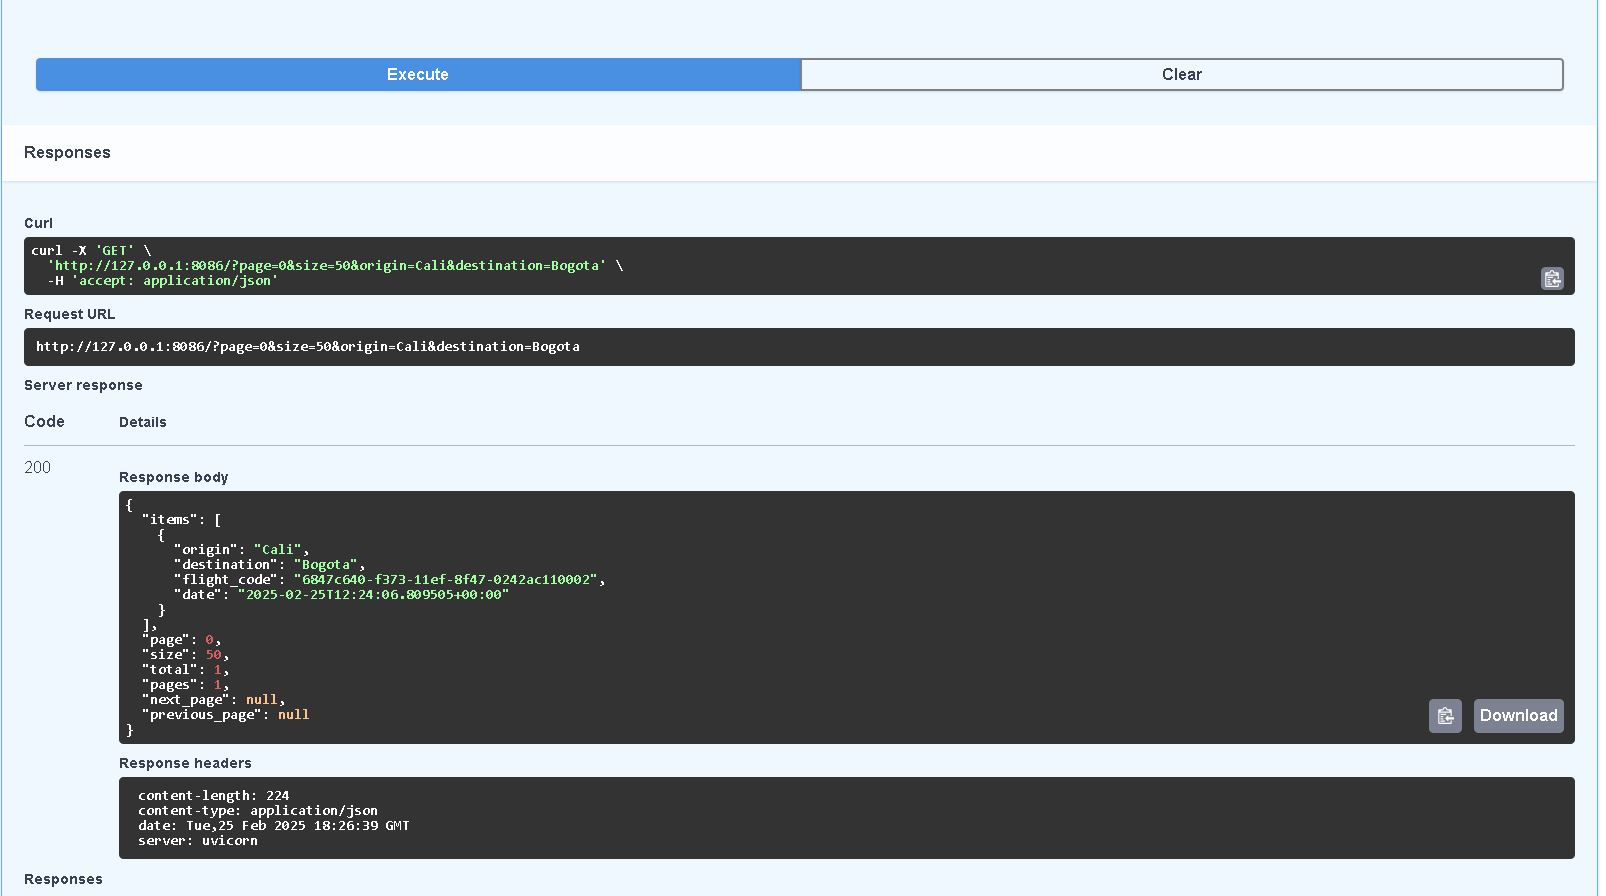 Execute
Clear
Responses
Curl
curl -X 'GET' \
  'http://127.0.0.1:8086/?page=0&size=50&origin=Cali&destination=Bogota' \
  -H 'accept: application/json'
Request URL
http://127.0.0.1:8086/?page=0&size=50&origin=Cali&destination=Bogota
Server response
Code Details
200
Response body
{
  "items": [
    {
      "origin": "Cali",
      "destination": "Bogota",
      "flight_code": "6847c640-f373-11ef-8f47-0242ac110002",
      "date": "2025-02-25T12:24:06.809505+00:00"
    }
  ],
  "page": 0,
  "size": 50,
  "total": 1,
  "pages": 1,
  "next_page": null,
  "previous_page": null
}
Download
Response headers
content-length: 224
content-type: application/json
date: Tue,25 Feb 2025 18:26:39 GMT
server: uvicorn
Responses